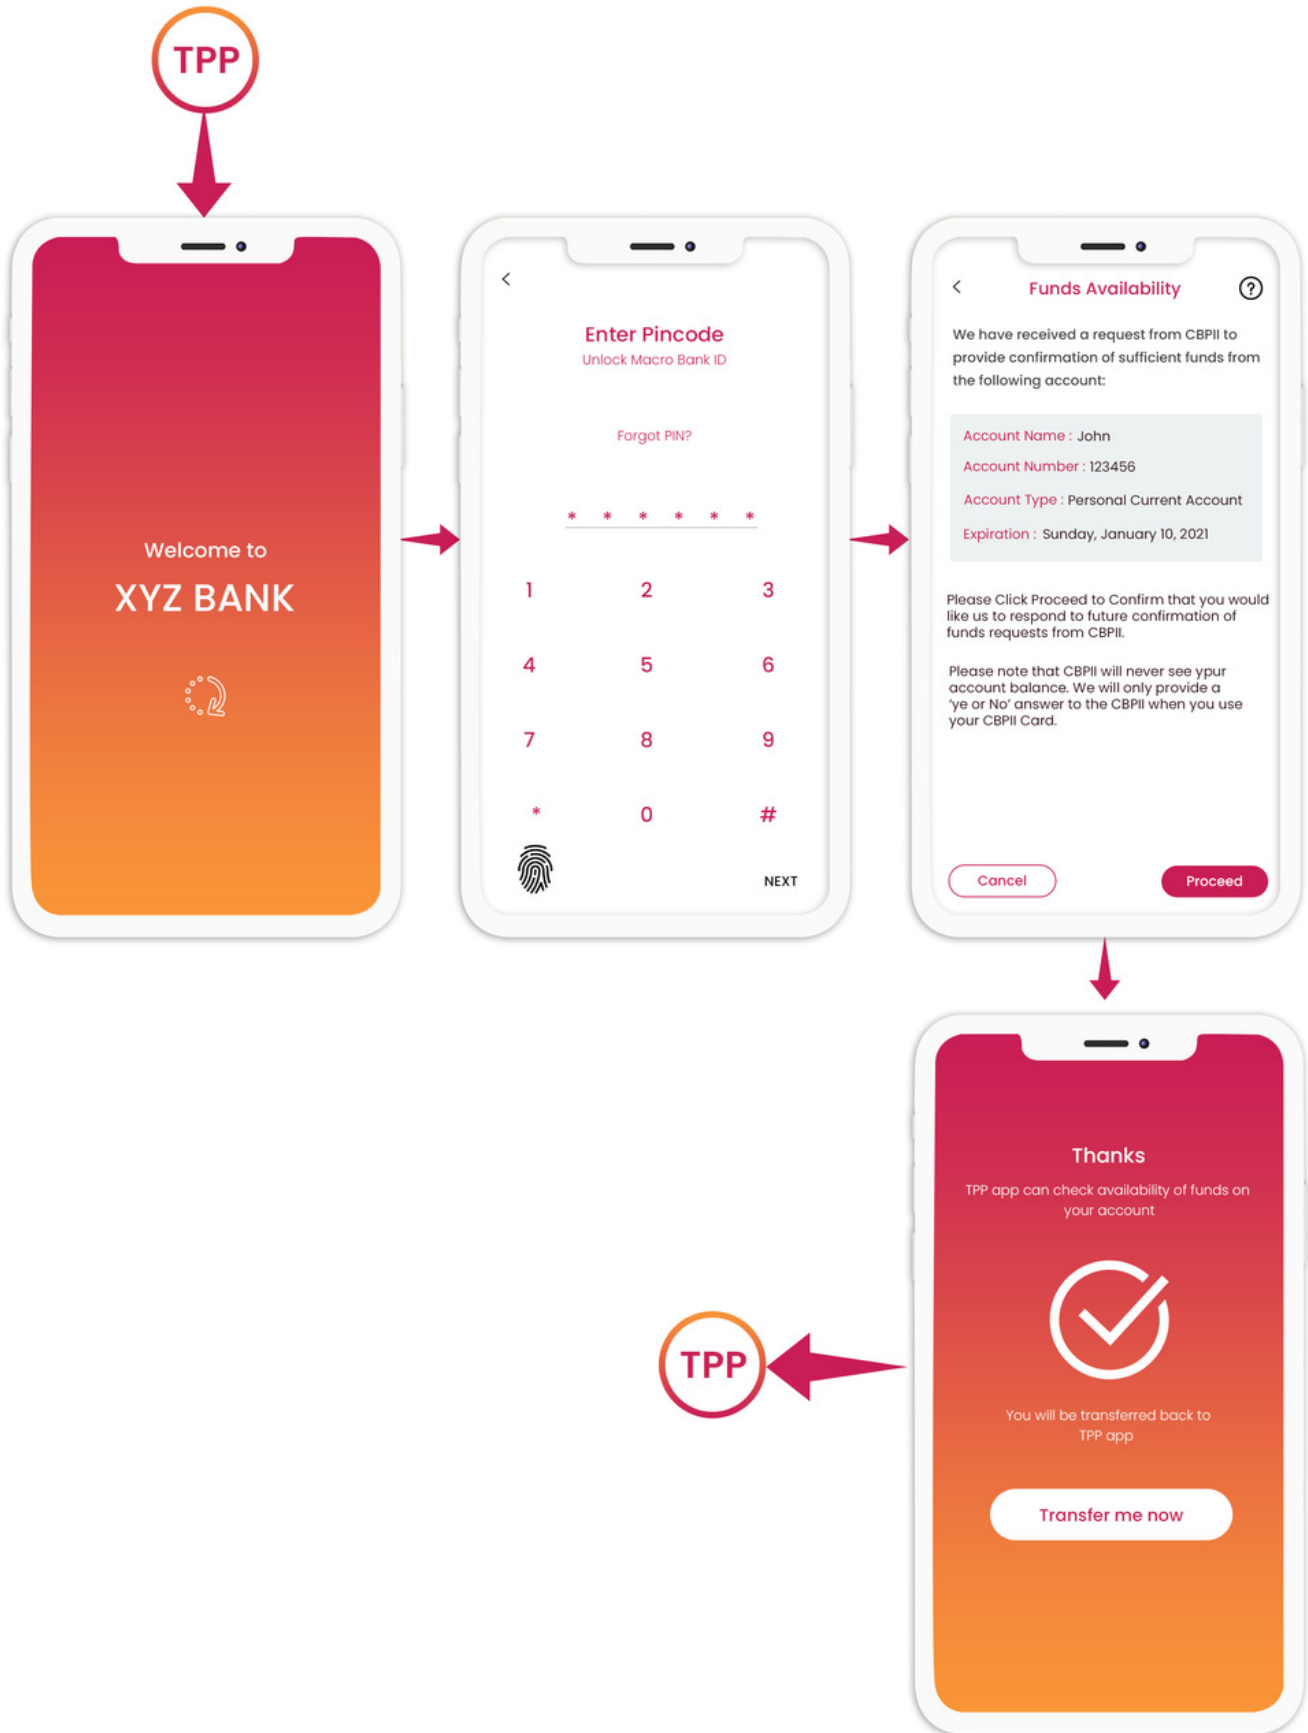 TPP
Welcome to
XYZ BANK
Enter Pincode
Unlock Macro Bank ID
Forgot PIN?
* * * * * *
1 2 3
4 5 6
7 8 9
* 0 #
NEXT
Funds Availability
?
We have received a request from CBPII to
provide confirmation of sufficient funds from
the following account:
Account Name : John
Account Number : 123456
Account Type : Personal Current Account
Expiration : Sunday, January 10, 2021
Please Click Proceed to Confirm that you would
like us to respond to future confirmation of
funds requests from CBPII.
Please note that CBPII will never see ypur
account balance. We will only provide a
'ye or No' answer to the CBPII when you use
your CBPII Card.
Cancel
Proceed
Thanks
TPP app can check availability of funds on
your account
You will be transferred back to
TPP app
Transfer me now
TPP